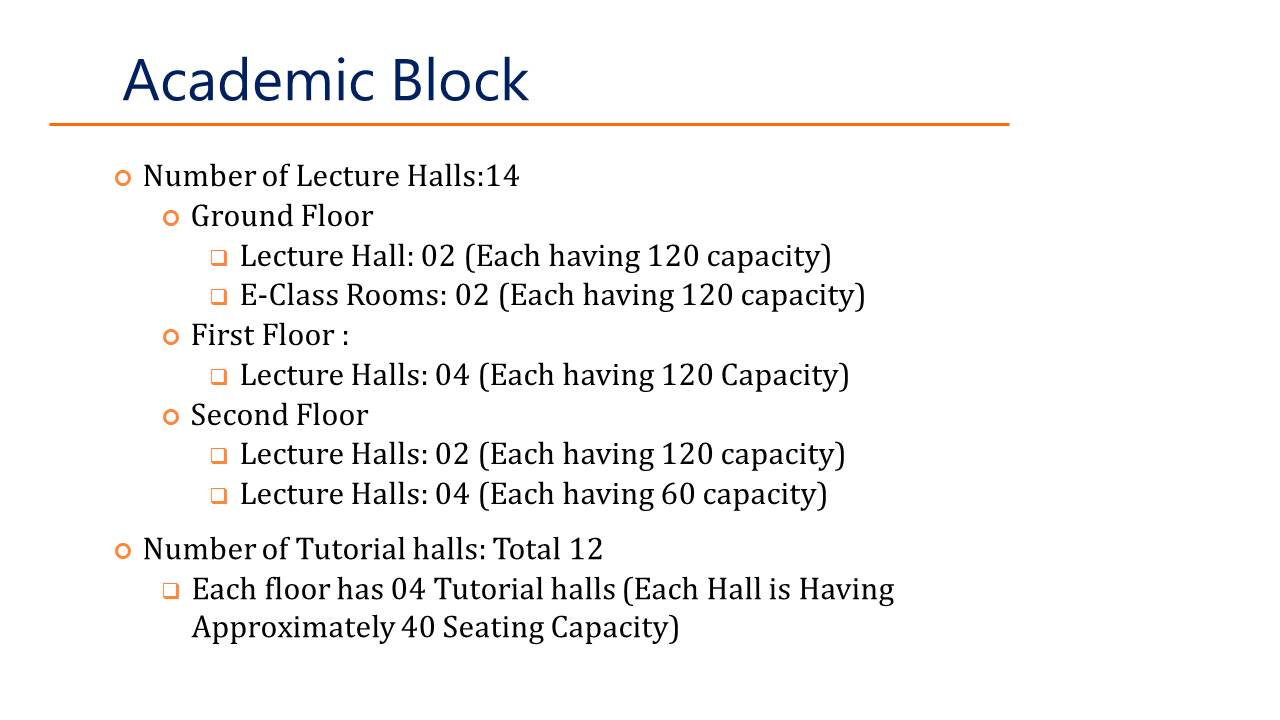 Academic Block
Number of Lecture Halls:14
Ground Floor
Lecture Hall: 02 (Each having 120 capacity)
E-Class Rooms: 02 (Each having 120 capacity)
First Floor :
Lecture Halls: 04 (Each having 120 Capacity)
Second Floor
Lecture Halls: 02 (Each having 120 capacity)
Lecture Halls: 04 (Each having 60 capacity)
Number of Tutorial halls: Total 12
Each floor has 04 Tutorial halls (Each Hall is Having
Approximately 40 Seating Capacity)